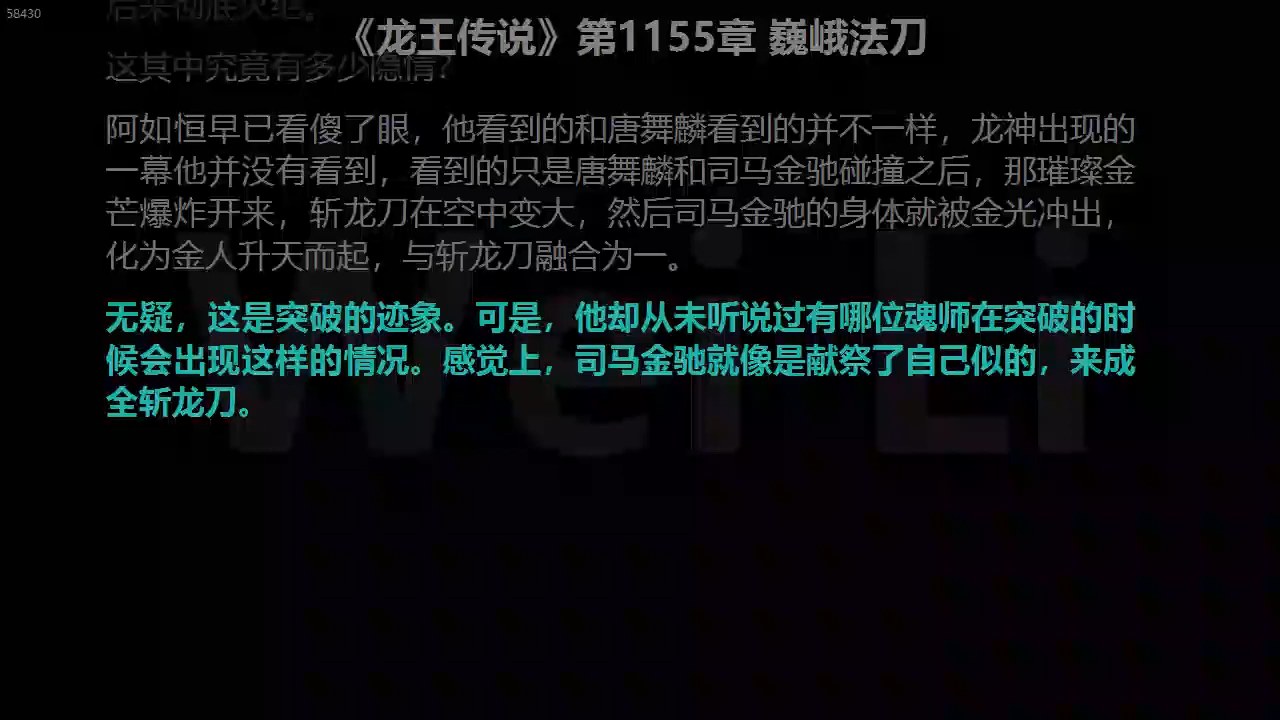 58430
后来彻底灭绝。
《龙王传说》第1155章 巍峨法刀
这其中究竟有多少隐情?
阿如恒早已看傻了眼，他看到的和唐舞麟看到的并不一样，龙神出现的
一幕他并没有看到，看到的只是唐舞麟和司马金驰碰撞之后，那璀璨金
芒爆炸开来，斩龙刀在空中变大，然后司马金驰的身体就被金光冲出，
化为金人升天而起，与斩龙刀融合为一。
无疑，这是突破的迹象。可是，他却从未听说过有哪位魂师在突破的时
候会出现这样的情况。感觉上，司马金驰就像是献祭了自己似的，来成
全斩龙刀。
Wei Li